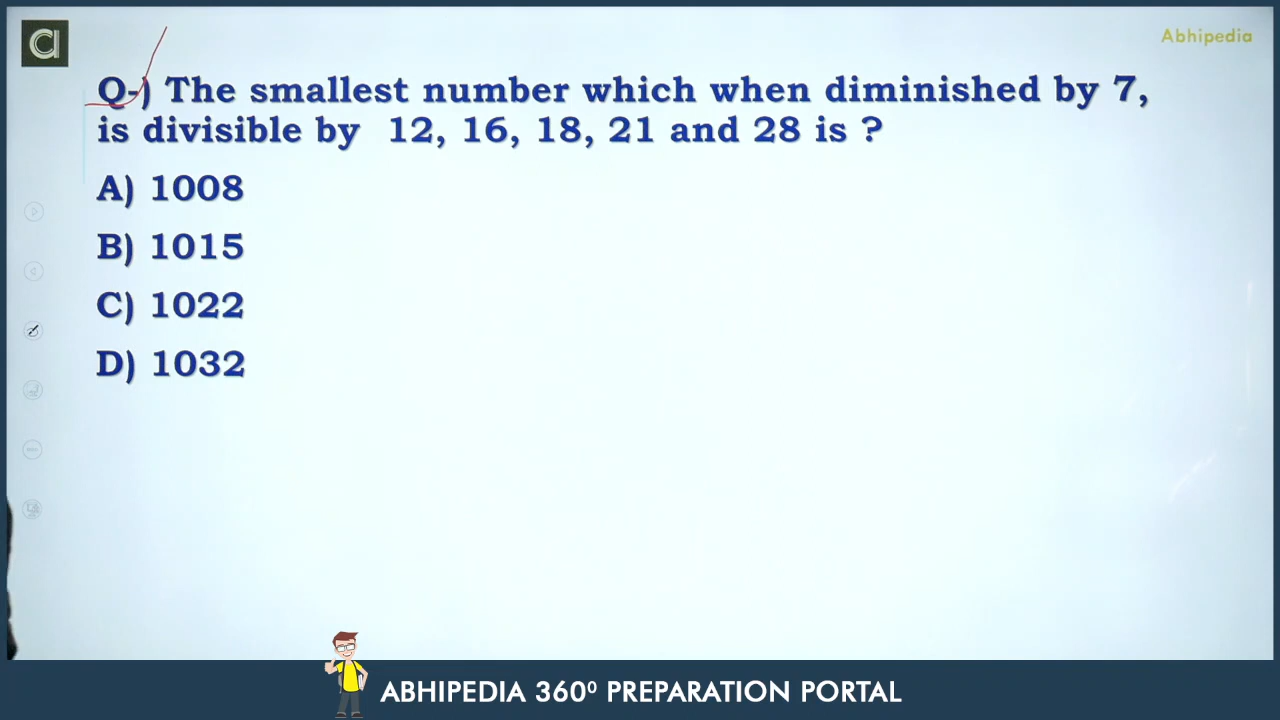 Abhipedia
Q-) The smallest number which when diminished by 7,
is divisible by 12, 16, 18, 21 and 28 is ?
A) 1008
B) 1015
C) 1022
D) 1032
ABHIPEDIA 360⁰ PREPARATION PORTAL